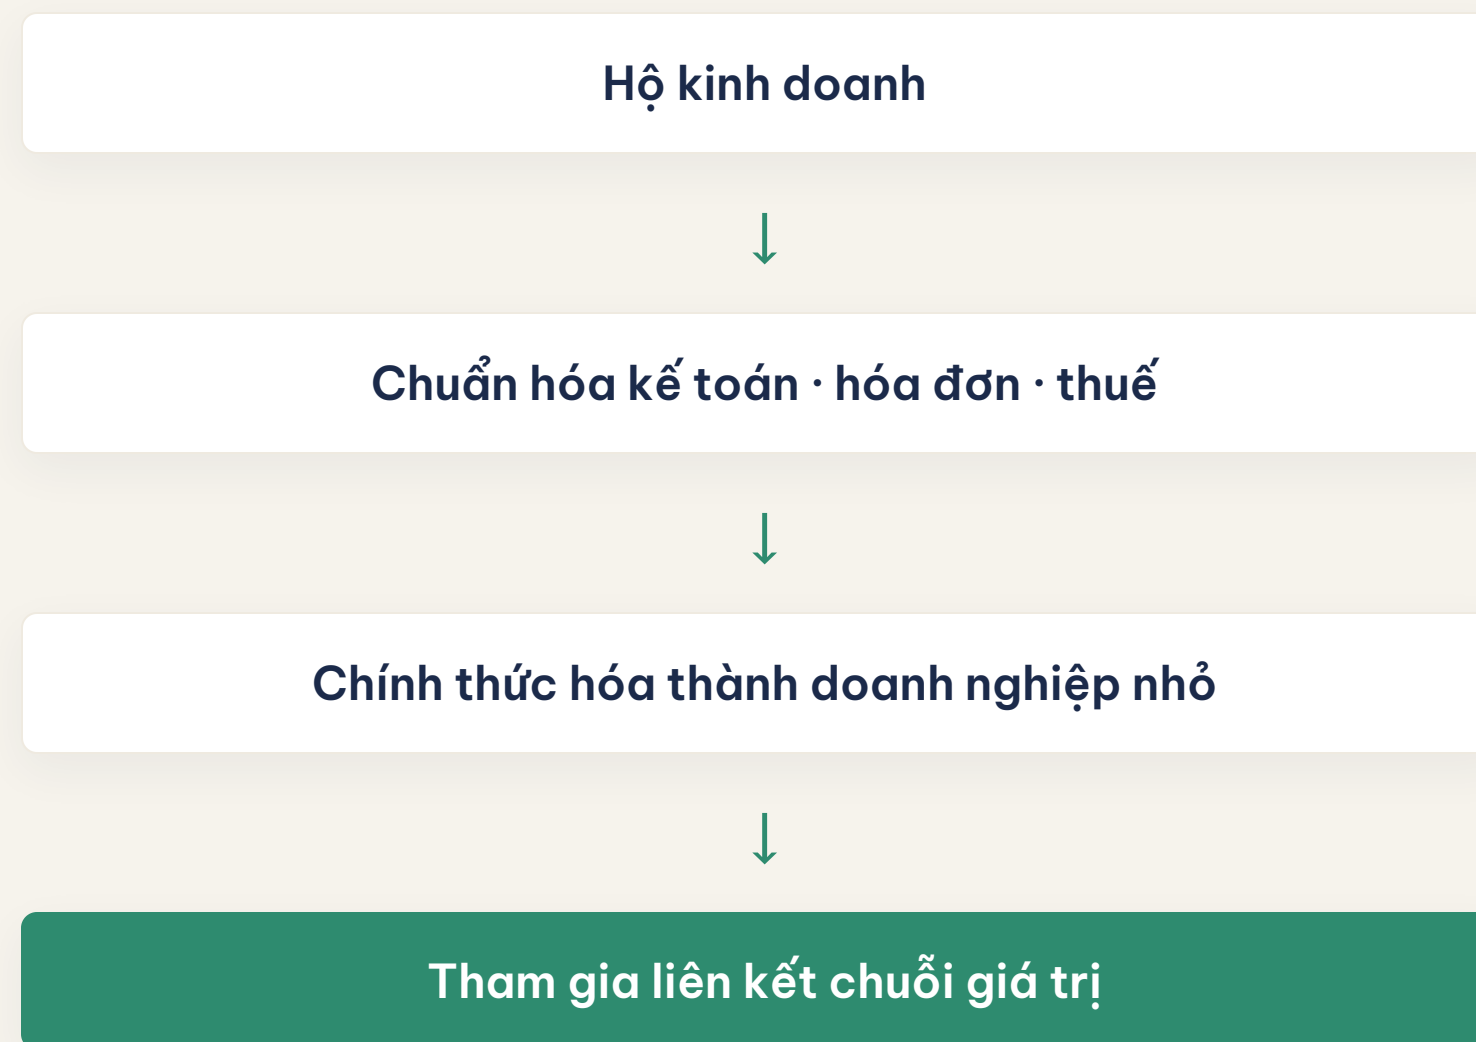 Hộ kinh doanh
↓
Chuẩn hóa kế toán · hóa đơn · thuế
↓
Chính thức hóa thành doanh nghiệp nhỏ
↓
Tham gia liên kết chuỗi giá trị